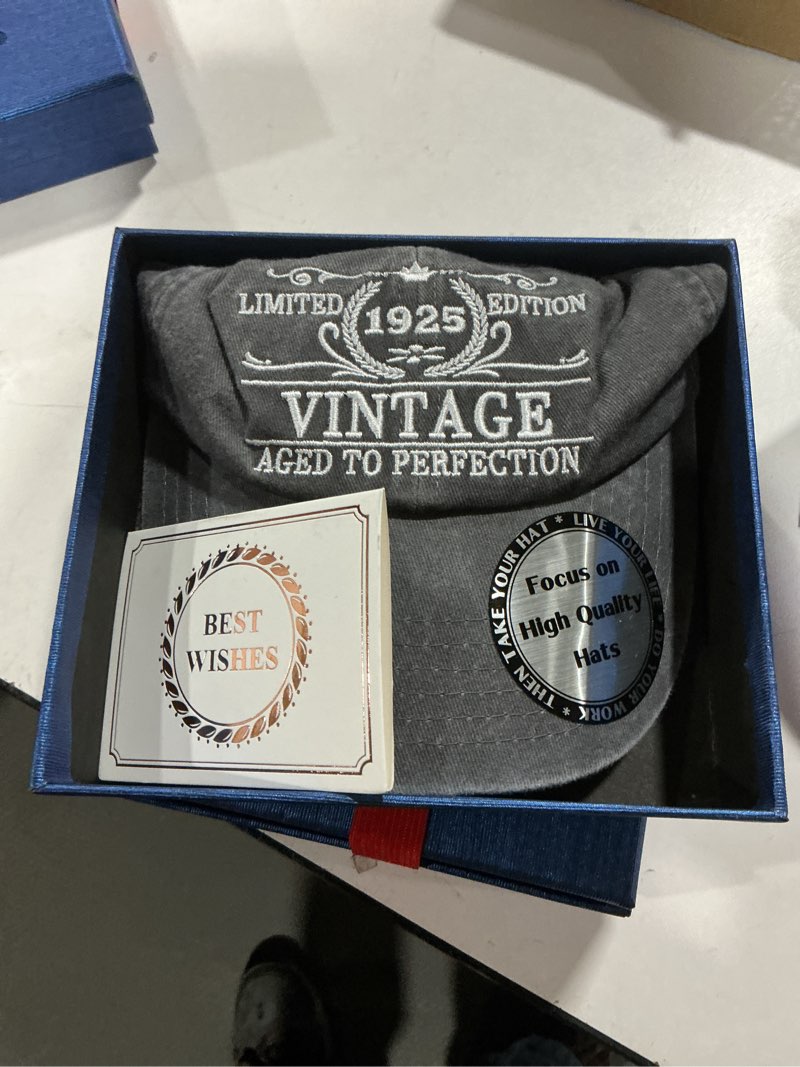 LIMITED 1925 EDITION
VINTAGE
AGED TO PERFECTION
BEST
WISHES
Focus on
High Quality
Hats
* LIVE YOUR LIFE * DO YOUR WORK * THEN TAKE YOUR HAT